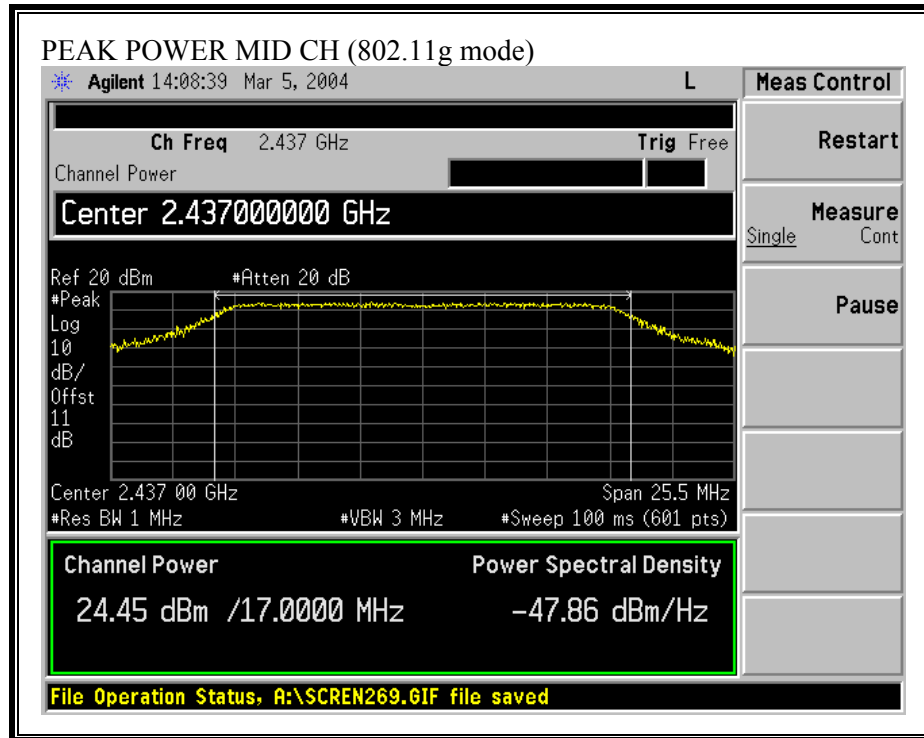 PEAK POWER MID CH (802.11g mode)
Agilent 14:08:39 Mar 5, 2004 L
Meas Control
Ch Freq 2.437 GHz Trig Free
Channel Power
Center 2.437000000 GHz
Ref 20 dBm #Atten 20 dB
#Peak
Log
10
dB/
Offst
11
dB
Center 2.437 00 GHz Span 25.5 MHz
#Res BW 1 MHz #VBW 3 MHz #Sweep 100 ms (601 pts)
Channel Power Power Spectral Density
24.45 dBm /17.0000 MHz -47.86 dBm/Hz
File Operation Status, A:\SCREN269.GIF file saved
Restart
Measure
Single Cont
Pause